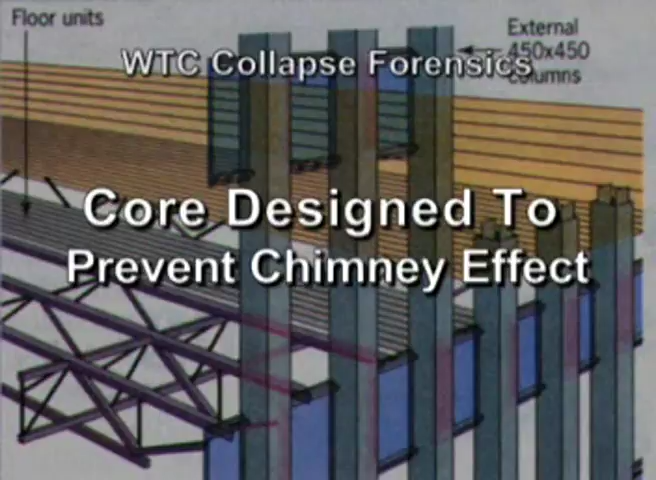 Floor units
External
450x450
columns
WTC Collapse Forensics
Core Designed To
Prevent Chimney Effect